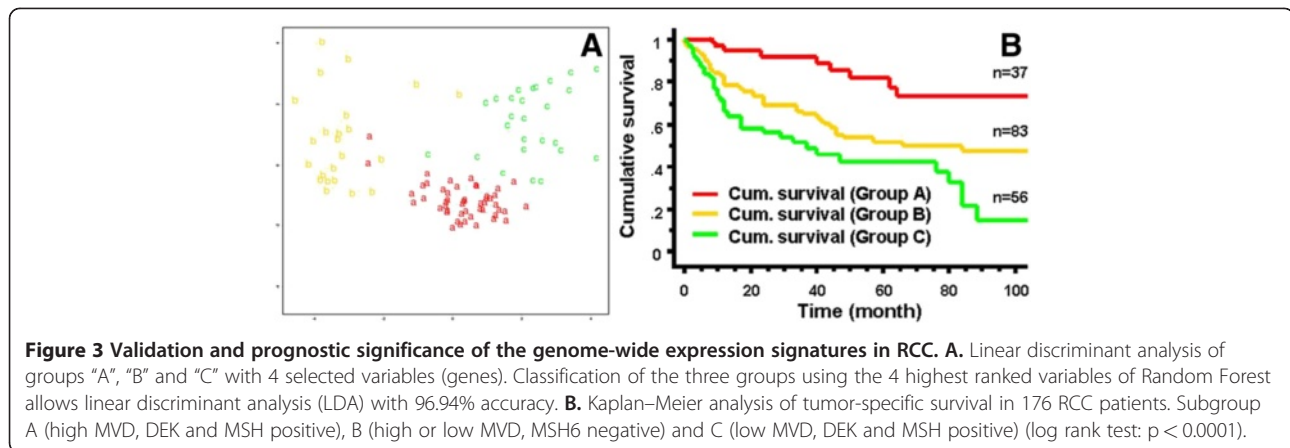 A
B
1
.8
.6
.4
.2
0
Cumulative survival
n=37
n=83
n=56
Cum. survival (Group A)
Cum. survival (Group B)
Cum. survival (Group C)
0 20 40 60 80 100
Time (month)
Figure 3 Validation and prognostic significance of the genome-wide expression signatures in RCC. A. Linear discriminant analysis of
groups “A”, “B” and “C” with 4 selected variables (genes). Classification of the three groups using the 4 highest ranked variables of Random Forest
allows linear discriminant analysis (LDA) with 96.94% accuracy. B. Kaplan–Meier analysis of tumor-specific survival in 176 RCC patients. Subgroup
A (high MVD, DEK and MSH positive), B (high or low MVD, MSH6 negative) and C (low MVD, DEK and MSH positive) (log rank test: p < 0.0001).